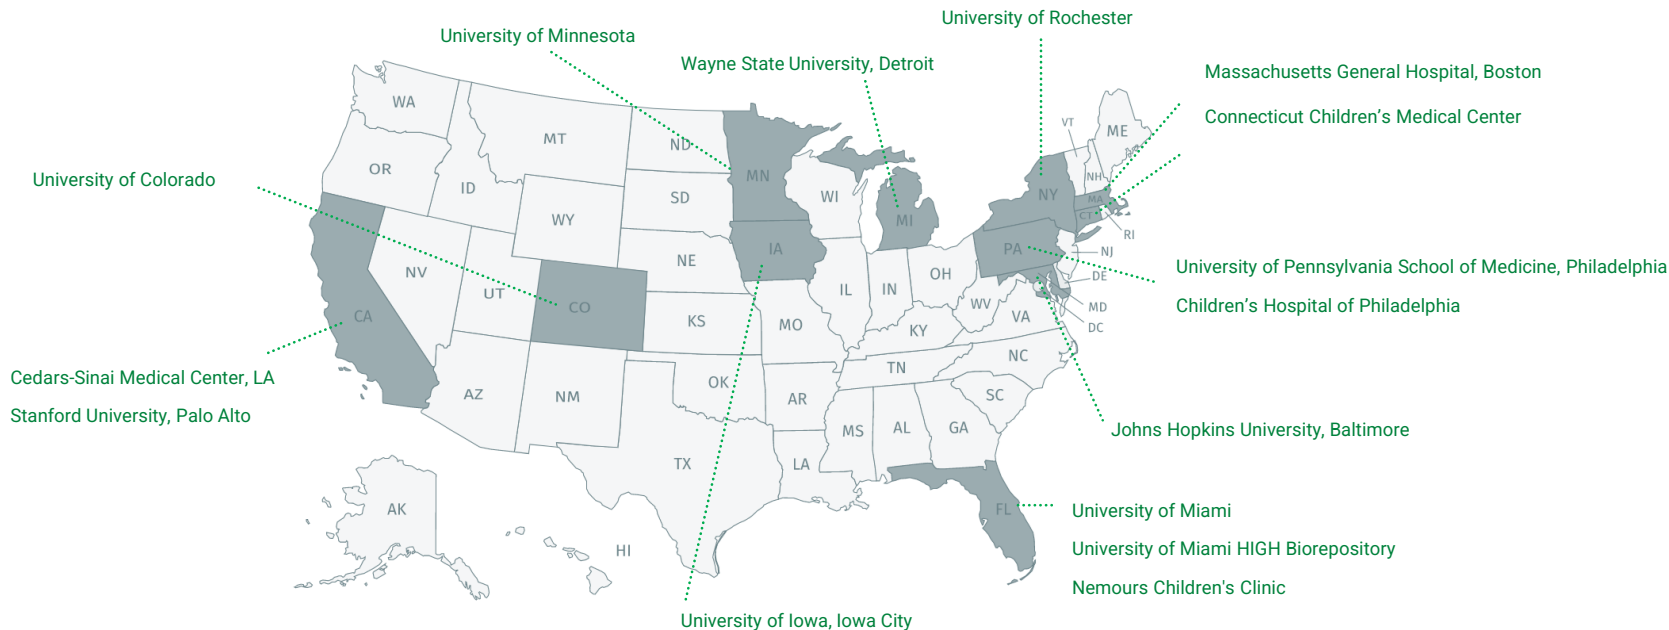 University of Rochester
University of Minnesota
Wayne State University, Detroit
Massachusetts General Hospital, Boston
Connecticut Children’s Medical Center
University of Colorado
University of Pennsylvania School of Medicine, Philadelphia
Children’s Hospital of Philadelphia
Cedars-Sinai Medical Center, LA
Stanford University, Palo Alto
Johns Hopkins University, Baltimore
University of Miami
University of Miami HIGH Biorepository
Nemours Children's Clinic
University of Iowa, Iowa City
WA
OR
CA
ID
NV
MT
WY
UT
AZ
CO
NM
ND
SD
NE
KS
OK
TX
MN
IA
MO
AR
LA
WI
IL
MI
IN
OH
KY
TN
MS
AL
GA
FL
SC
NC
VA
WV
PA
NY
VT
NH
ME
MA
CT
RI
NJ
DE
MD
DC
AK
HI